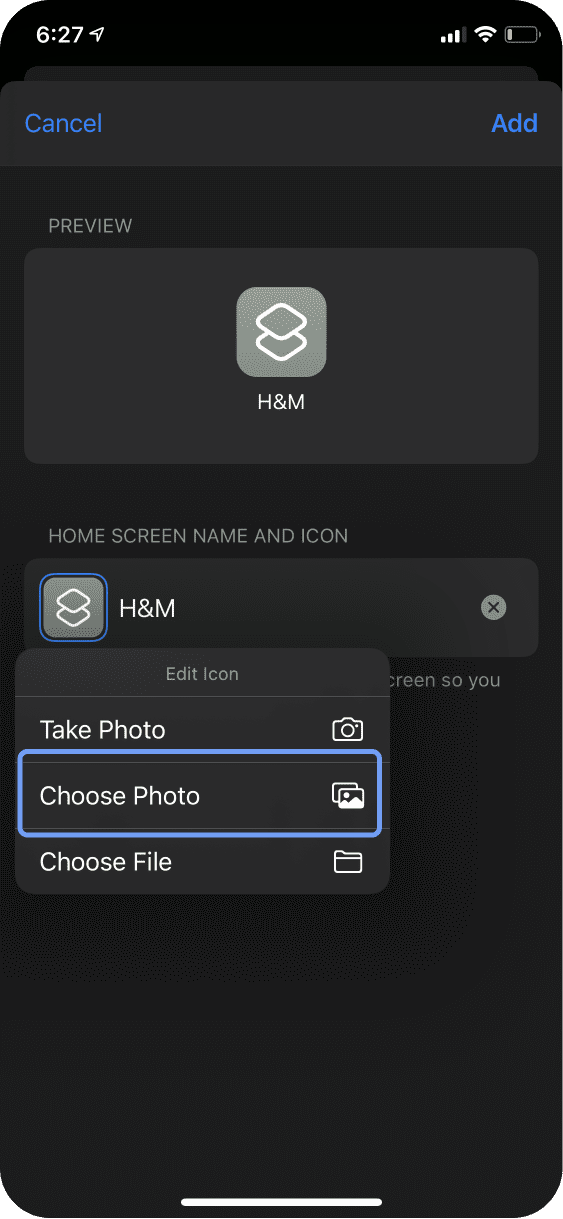 6:27
Cancel Add
PREVIEW
H&M
HOME SCREEN NAME AND ICON
H&M
Edit Icon
screen so you
Take Photo
Choose Photo
Choose File